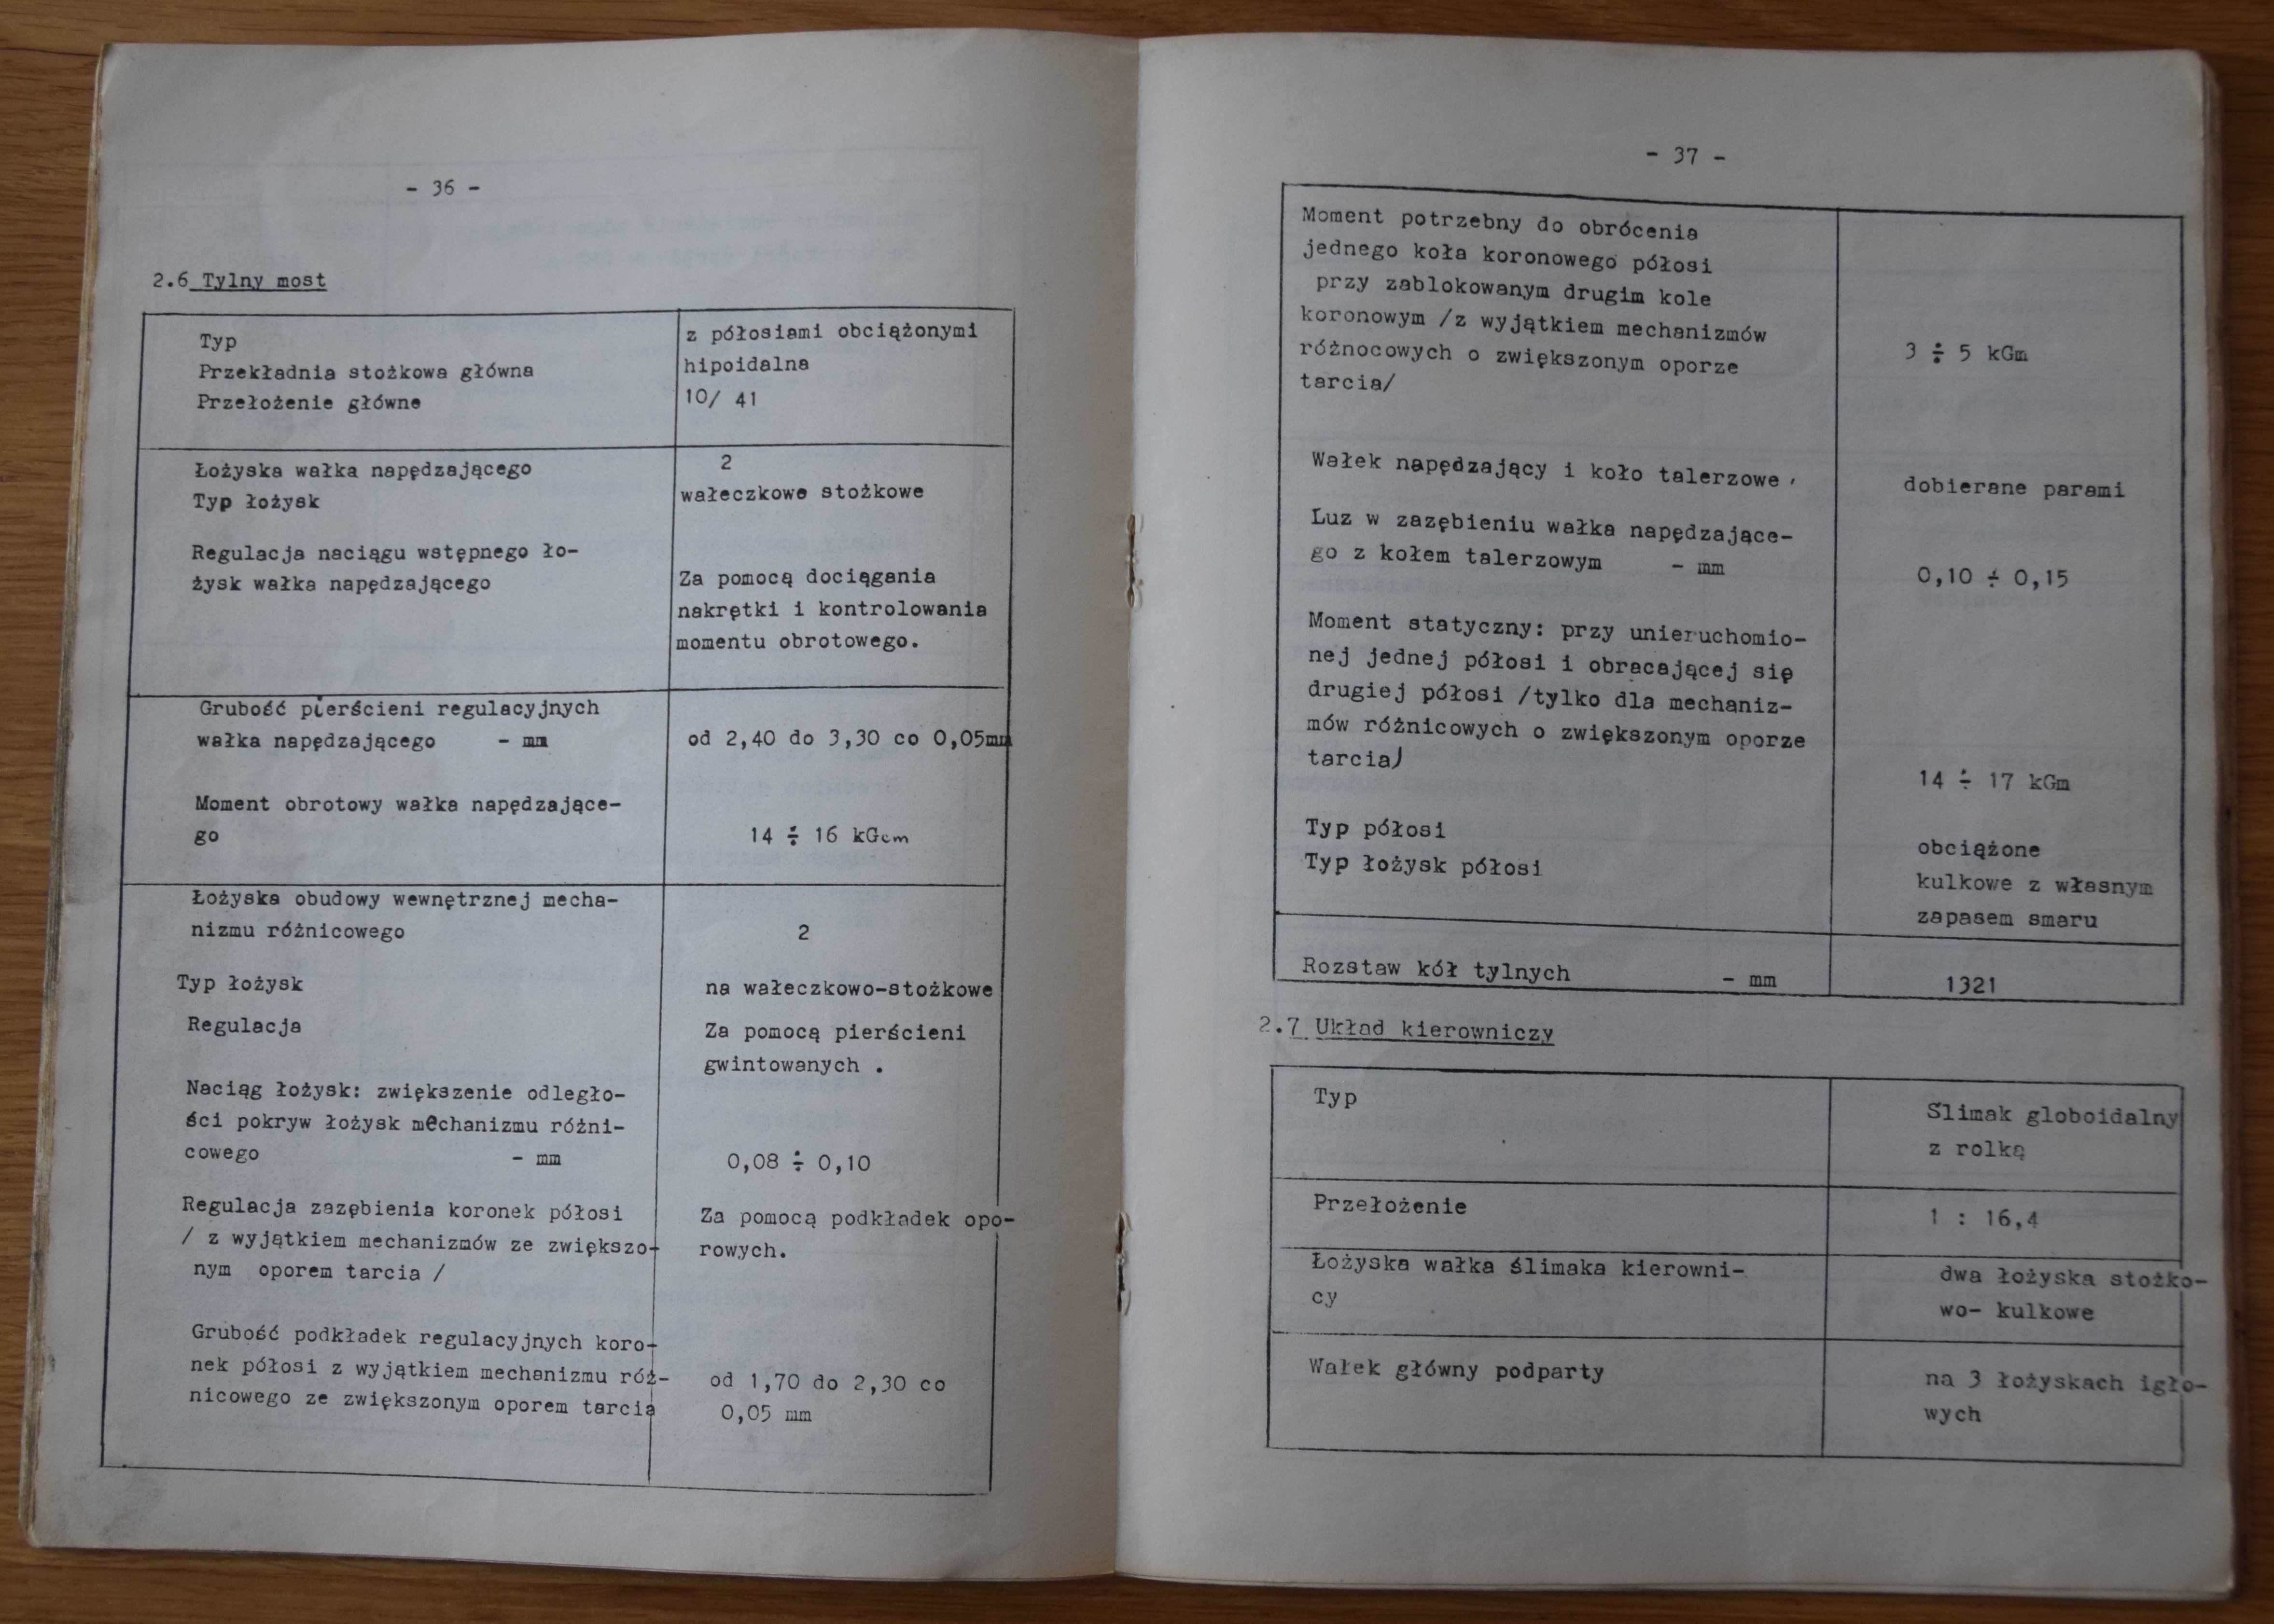 - 36 -
2.6 Tylny most
Typ
z półosiami obciążonymi
Przekładnia stożkowa główna
hipoidalna
Przełożenie główne
10/ 41
Łożyska wałka napędzającego
2
Typ łożysk
wałeczkowe stożkowe
Regulacja naciągu wstępnego ło-
żysk wałka napędzającego
Za pomocą dociągania
nakrętki i kontrolowania
momentu obrotowego.
Grubość pierścieni regulacyjnych
wałka napędzającego - mm
od 2,40 do 3,30 co 0,05mm
Moment obrotowy wałka napędzające-
go
14 ÷ 16 kGcm
Łożyska obudowy wewnętrznej mecha-
nizmu różnicowego
2
Typ łożysk
na wałeczkowo-stożkowe
Regulacja
Za pomocą pierścieni
gwintowanych .
Naciąg łożysk: zwiększenie odległo-
ści pokryw łożysk mechanizmu różni-
cowego - mm
0,08 ÷ 0,10
Regulacja zazębienia koronek półosi
/ z wyjątkiem mechanizmów ze zwiększo-
nym oporem tarcia /
Za pomocą podkładek opo-
rowych.
Grubość podkładek regulacyjnych koro-
nek półosi z wyjątkiem mechanizmu róż-
nicowego ze zwiększonym oporem tarcia
od 1,70 do 2,30 co
0,05 mm
- 37 -
Moment potrzebny do obrócenia
jednego koła koronowego półosi
przy zablokowanym drugim kole
koronowym /z wyjątkiem mechanizmów
różnocowych o zwiększonym oporze
tarcia/
3 ÷ 5 kGm
Wałek napędzający i koło talerzowe
dobierane parami
Luz w zazębieniu wałka napędzające-
go z kołem talerzowym - mm
0,10 ÷ 0,15
Moment statyczny: przy unieruchomio-
nej jednej półosi i obracającej się
drugiej półosi /tylko dla mechaniz-
mów różnicowych o zwiększonym oporze
tarcia)
14 ÷ 17 kGm
Typ półosi
obciążone
Typ łożysk półosi
kulkowe z własnym
zapasem smaru
Rozstaw kół tylnych - mm
1321
2.7. Układ kierowniczy
Typ
Ślimak globoidalny
z rolką
Przełożenie
1 : 16,4
Łożyska wałka ślimaka kierowni-
cy
dwa łożyska stożko-
wo- kulkowe
Wałek główny podparty
na 3 łożyskach igło-
wych